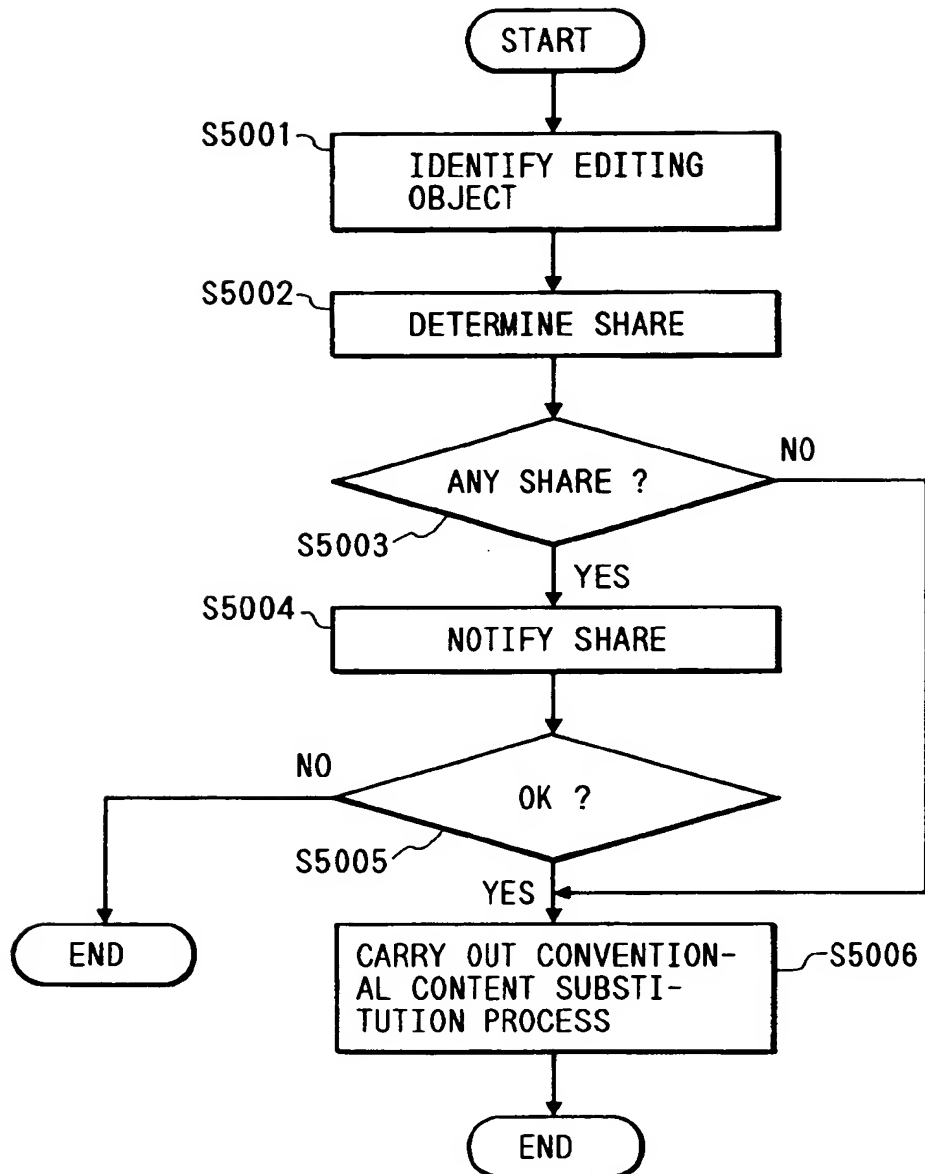 START
S5001
IDENTIFY EDITING
OBJECT
S5002
DETERMINE SHARE
ANY SHARE ?
NO
S5003
YES
S5004
NOTIFY SHARE
NO
OK ?
S5005
YES
END
CARRY OUT CONVENTION-
AL CONTENT SUBSTI-
TUTION PROCESS
S5006
END